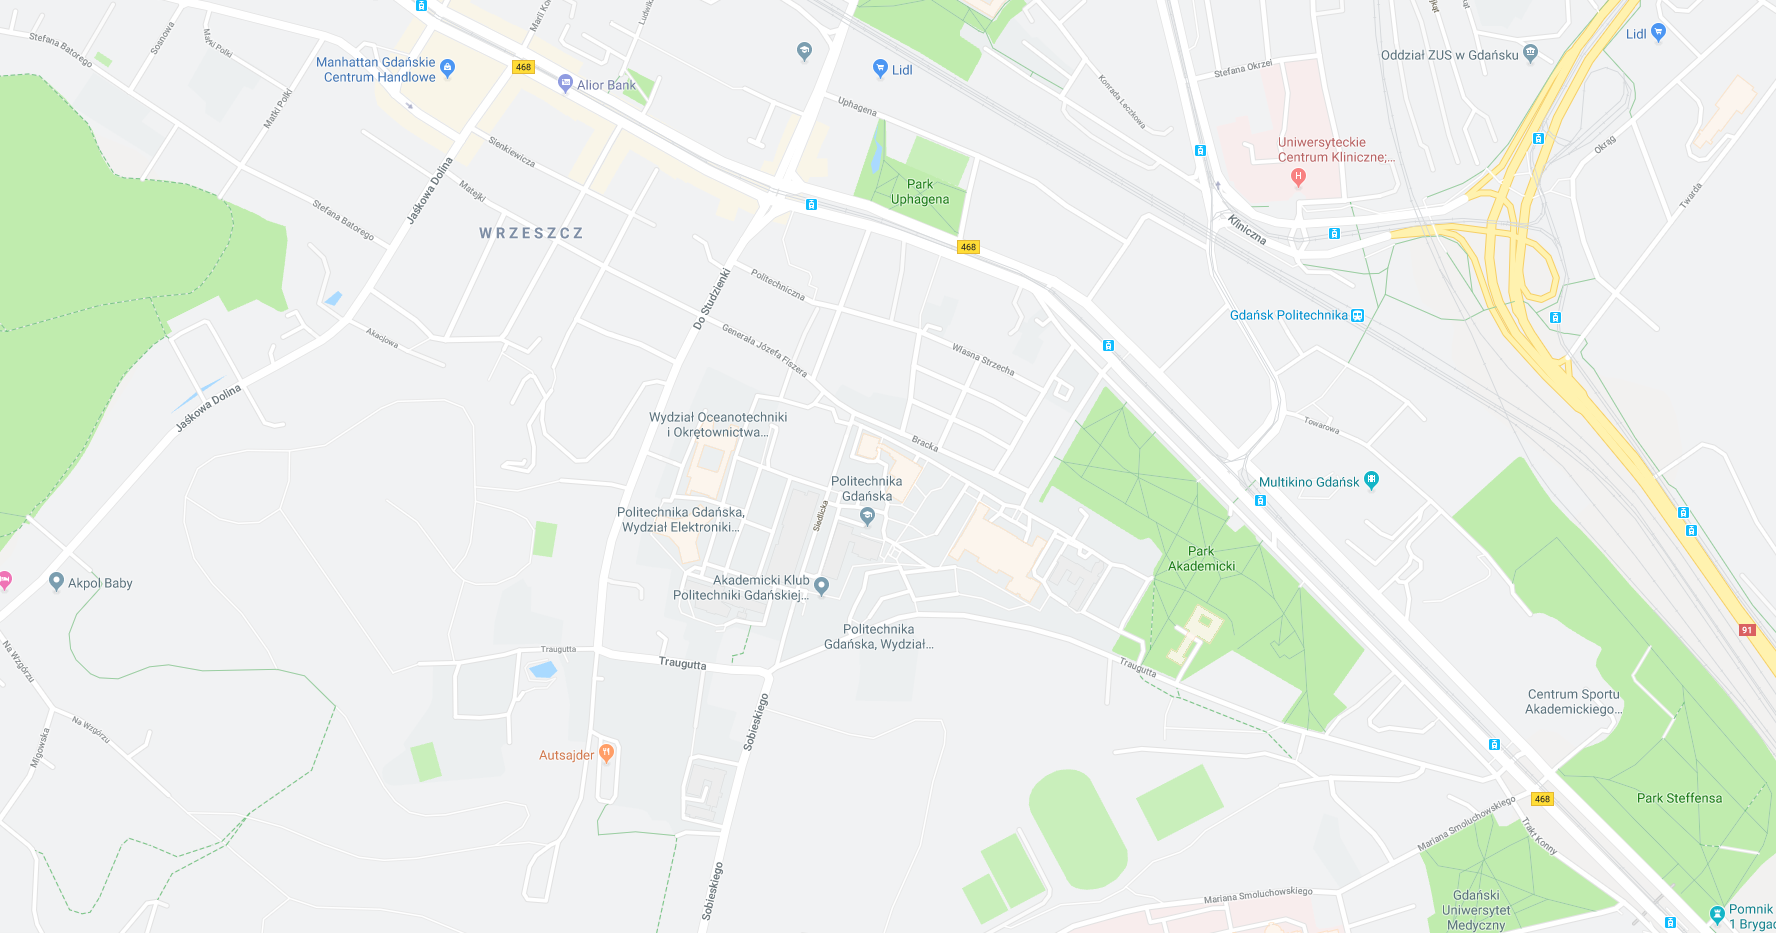 Stefana Batorego
Sosnowa
Matki Polki
Marii Ko
Ludwik
Manhattan Gdańskie
Centrum Handlowe
468
Alior Bank
Lidl
Konrada Leczkowa
Stefana Okrzei
Oddział ZUS w Gdańsku
Lidl
Matki Polki
Uphagena
Sienkiewicza
Uniwersyteckie
Centrum Kliniczne;...
Okrąg
Twarda
Jaśkowa Dolina
Matejki
Park
Uphagena
Stefana Batorego
WRZESZCZ
468
Kliniczna
Politechniczna
Do Studzienki
Gdańsk Politechnika
Akacjowa
Generała Józefa Fiszera
Własna Strzecha
Jaśkowa Dolina
Wydział Oceanotechniki
i Okrętownictwa...
Bracka
Towarowa
Politechnika
Gdańska
Multikino Gdańsk
Politechnika Gdańska,
Wydział Elektroniki...
Siedlicka
Park
Akademicki
Akpol Baby
Akademicki Klub
Politechniki Gdańskiej...
Politechnika
Gdańska, Wydział...
91
Na Wzgórzu
Traugutta
Traugutta
Traugutta
Centrum Sportu
Akademickiego...
Sobieskiego
Na Wzgórzu
Migowska
Autsajder
468
Park Steffensa
Mariana Smoluchowskiego
Trakt Konny
Sobieskiego
Mariana Smoluchowskiego
Gdański
Uniwersytet
Medyczny
Pomnik
1 Brygad